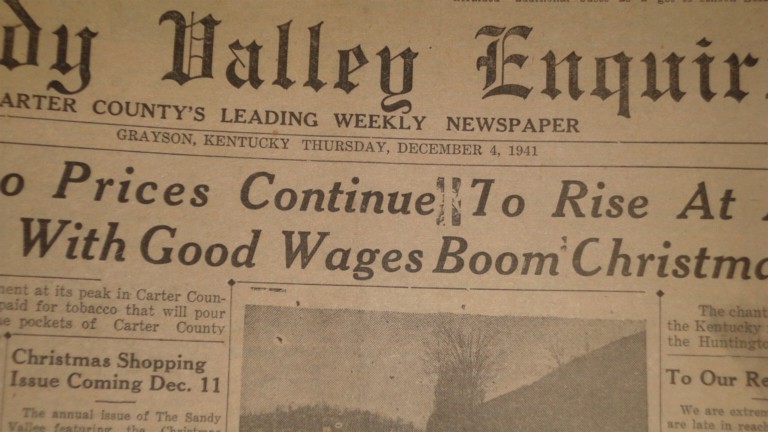 dy Valley Enquir
ARTER COUNTY'S LEADING WEEKLY NEWSPAPER
GRAYSON, KENTUCKY THURSDAY, DECEMBER 4, 1941
o Prices Continue To Rise At
With Good Wages Boom Christma
ment at its peak in Carter Coun-
paid for tobacco that will pour
e pockets of Carter County
Christmas Shopping
Issue Coming Dec. 11
The annual issue of The Sandy
Valley featuring the Christmas
The chant
the Kentucky
the Huntingto
To Our Re
We are extrem
are late in reach